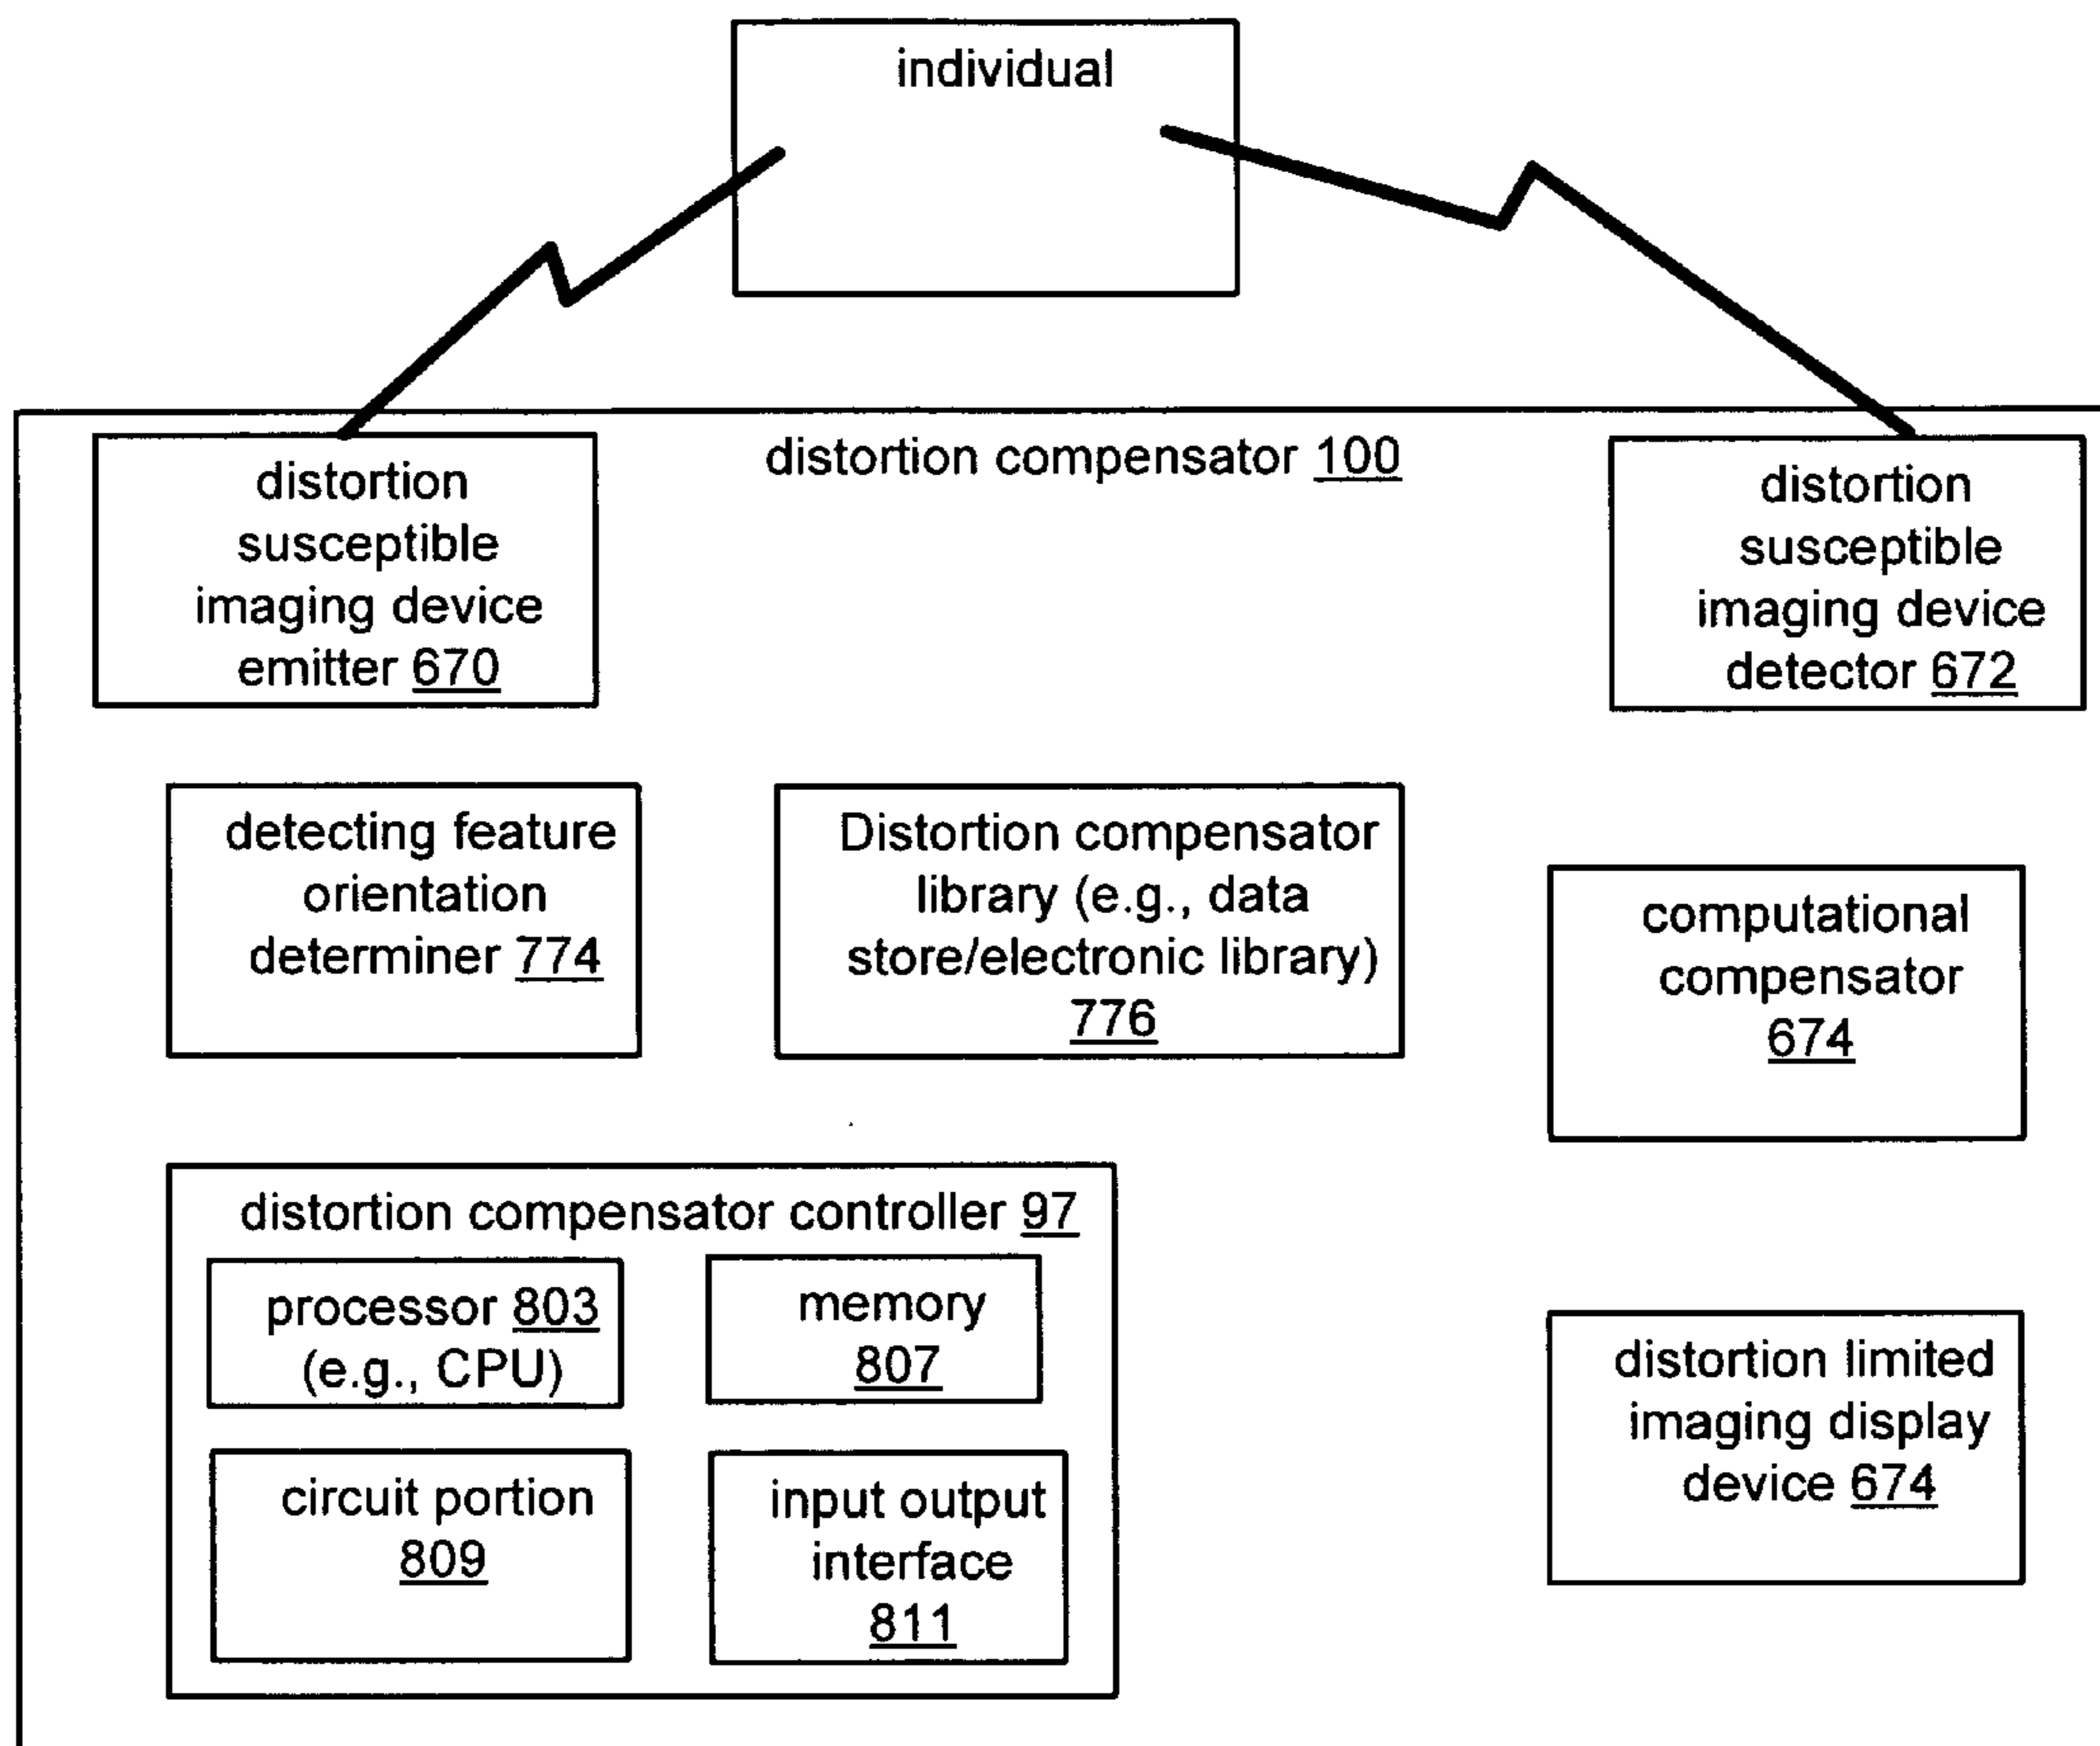 individual
distortion compensator 100
distortion
susceptible
imaging device
emitter 670
distortion
susceptible
imaging device
detector 672
detecting feature
orientation
determiner 774
Distortion compensator
library (e.g., data
store/electronic library)
776
computational
compensator
674
distortion compensator controller 97
processor 803
(e.g., CPU)
memory
807
circuit portion
809
input output
interface
811
distortion limited
imaging display
device 674